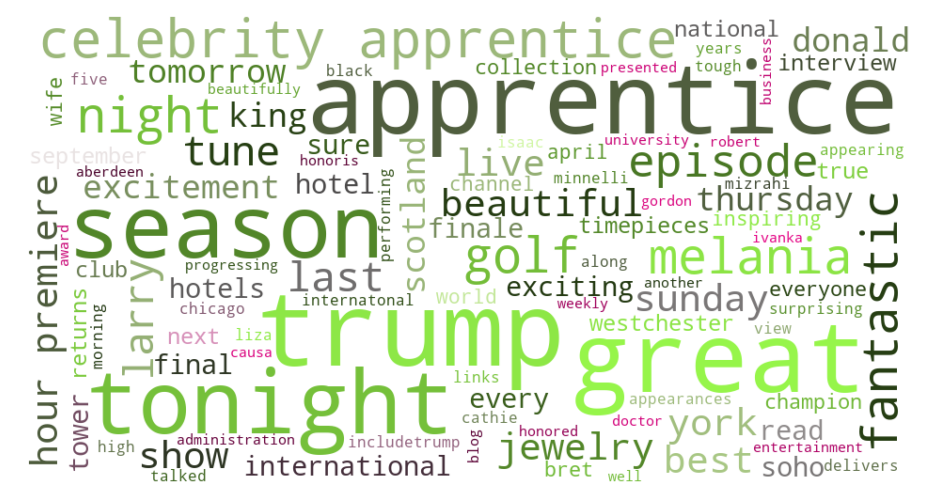 celebrity apprentice
national
donald
years
tomorrow
black
collection
presented
tough
business
interview
wife
five
beautifully
apprentice
night
king
tune
sure
honoris
scotland
live
isaac
april
university
robert
episode
appearing
true
september
aberdeen
excitement
hotel
channel
minnelli
mizrahi
thursday
hour premiere
award
season
performing
beautiful
gordon
finale
timepieces
inspiring
fantastic
club
progressing
last
golf
along
melania
ivanka
returns
morning
larry
hotels
internatonal
world
exciting
another
weekly
sunday
everyone
surprising
chicago
trump
westchester
view
great
next
liza
causa
final
links
tonight
every
appearances
champion
tower
high
administration
includetrump
cathie
honored
doctor
york
read
show
talked
international
blog
jewelry
bret
well
best
entertainment
soho
delivers